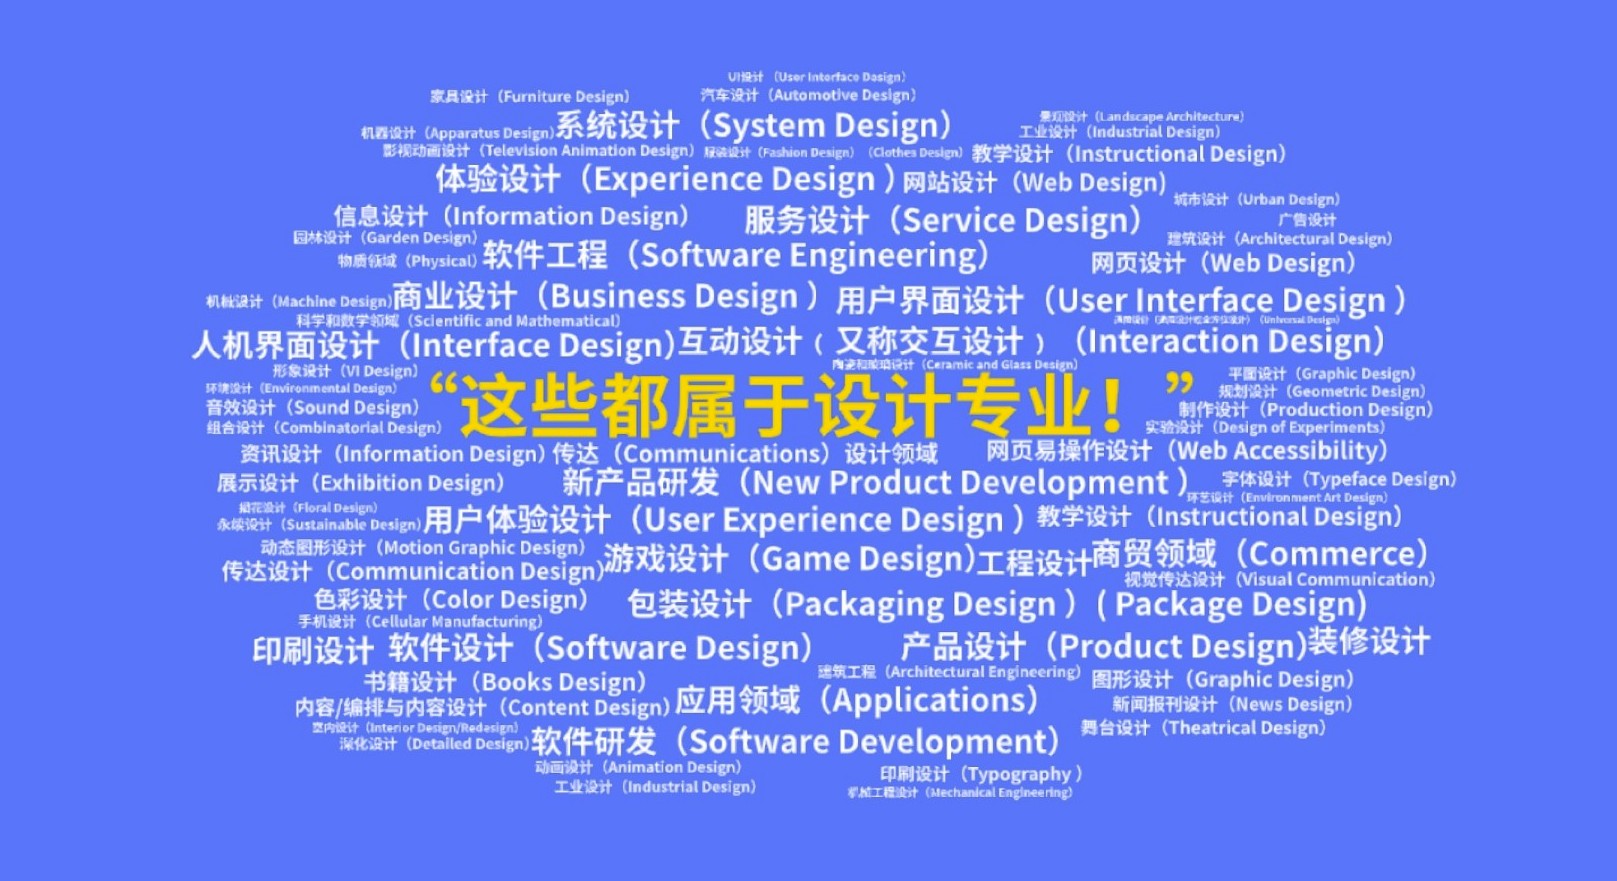 UI设计（User Interface Design）
家具设计（Furniture Design） 汽车设计（Automotive Design）
景观设计（Landscape Architecture）
机器设计（Apparatus Design）系统设计（System Design） 工业设计（Industrial Design）
影视动画设计（Television Animation Design） 服装设计（Fashion Design）（Clothes Design） 教学设计（Instructional Design）
体验设计（Experience Design ）网站设计（Web Design）
城市设计（Urban Design）
信息设计（Information Design） 服务设计（Service Design） 广告设计
园林设计（Garden Design） 建筑设计（Architectural Design）
物质领域（Physical）软件工程（Software Engineering） 网页设计（Web Design）
机械设计（Machine Design）商业设计（Business Design ） 用户界面设计（User Interface Design ）
科学和数学领域（Scientific and Mathematical） （Universal Design）
人机界面设计（Interface Design）互动设计（ 又称交互设计 ）（Interaction Design）
形象设计（VI Design） 陶瓷和玻璃设计（Ceramic and Glass Design） 平面设计（Graphic Design）
环境设计（Environmental Design） 规划设计（Geometric Design）
“这些都属于设计专业！”
音效设计（Sound Design） 制作设计（Production Design）
组合设计（Combinatorial Design） 实验设计（Design of Experiments）
资讯设计（Information Design）传达（Communications）设计领域 网页易操作设计（Web Accessibility）
展示设计（Exhibition Design） 新产品研发（New Product Development ） 字体设计（Typeface Design）
环艺设计（Environment Art Design）
插花设计（Floral Design）
永续设计（Sustainable Design）用户体验设计（User Experience Design ）教学设计（Instructional Design）
动态图形设计（Motion Graphic Design） 游戏设计（Game Design）工程设计商贸领域（Commerce）
传达设计（Communication Design） 视觉传达设计（Visual Communication）
色彩设计（Color Design） 包装设计（Packaging Design ）( Package Design)
手机设计（Cellular Manufacturing）
印刷设计 软件设计（Software Design） 产品设计（Product Design)装修设计
建筑工程（Architectural Engineering）
书籍设计（Books Design） 图形设计（Graphic Design）
内容/编排与内容设计（Content Design）应用领域（Applications） 新闻报刊设计（News Design）
室内设计（Interior Design/Redesign） 舞台设计（Theatrical Design）
深化设计（Detailed Design）软件研发（Software Development）
动画设计（Animation Design） 印刷设计（Typography ）
工业设计（Industrial Design） 机械工程设计（Mechanical Engineering）